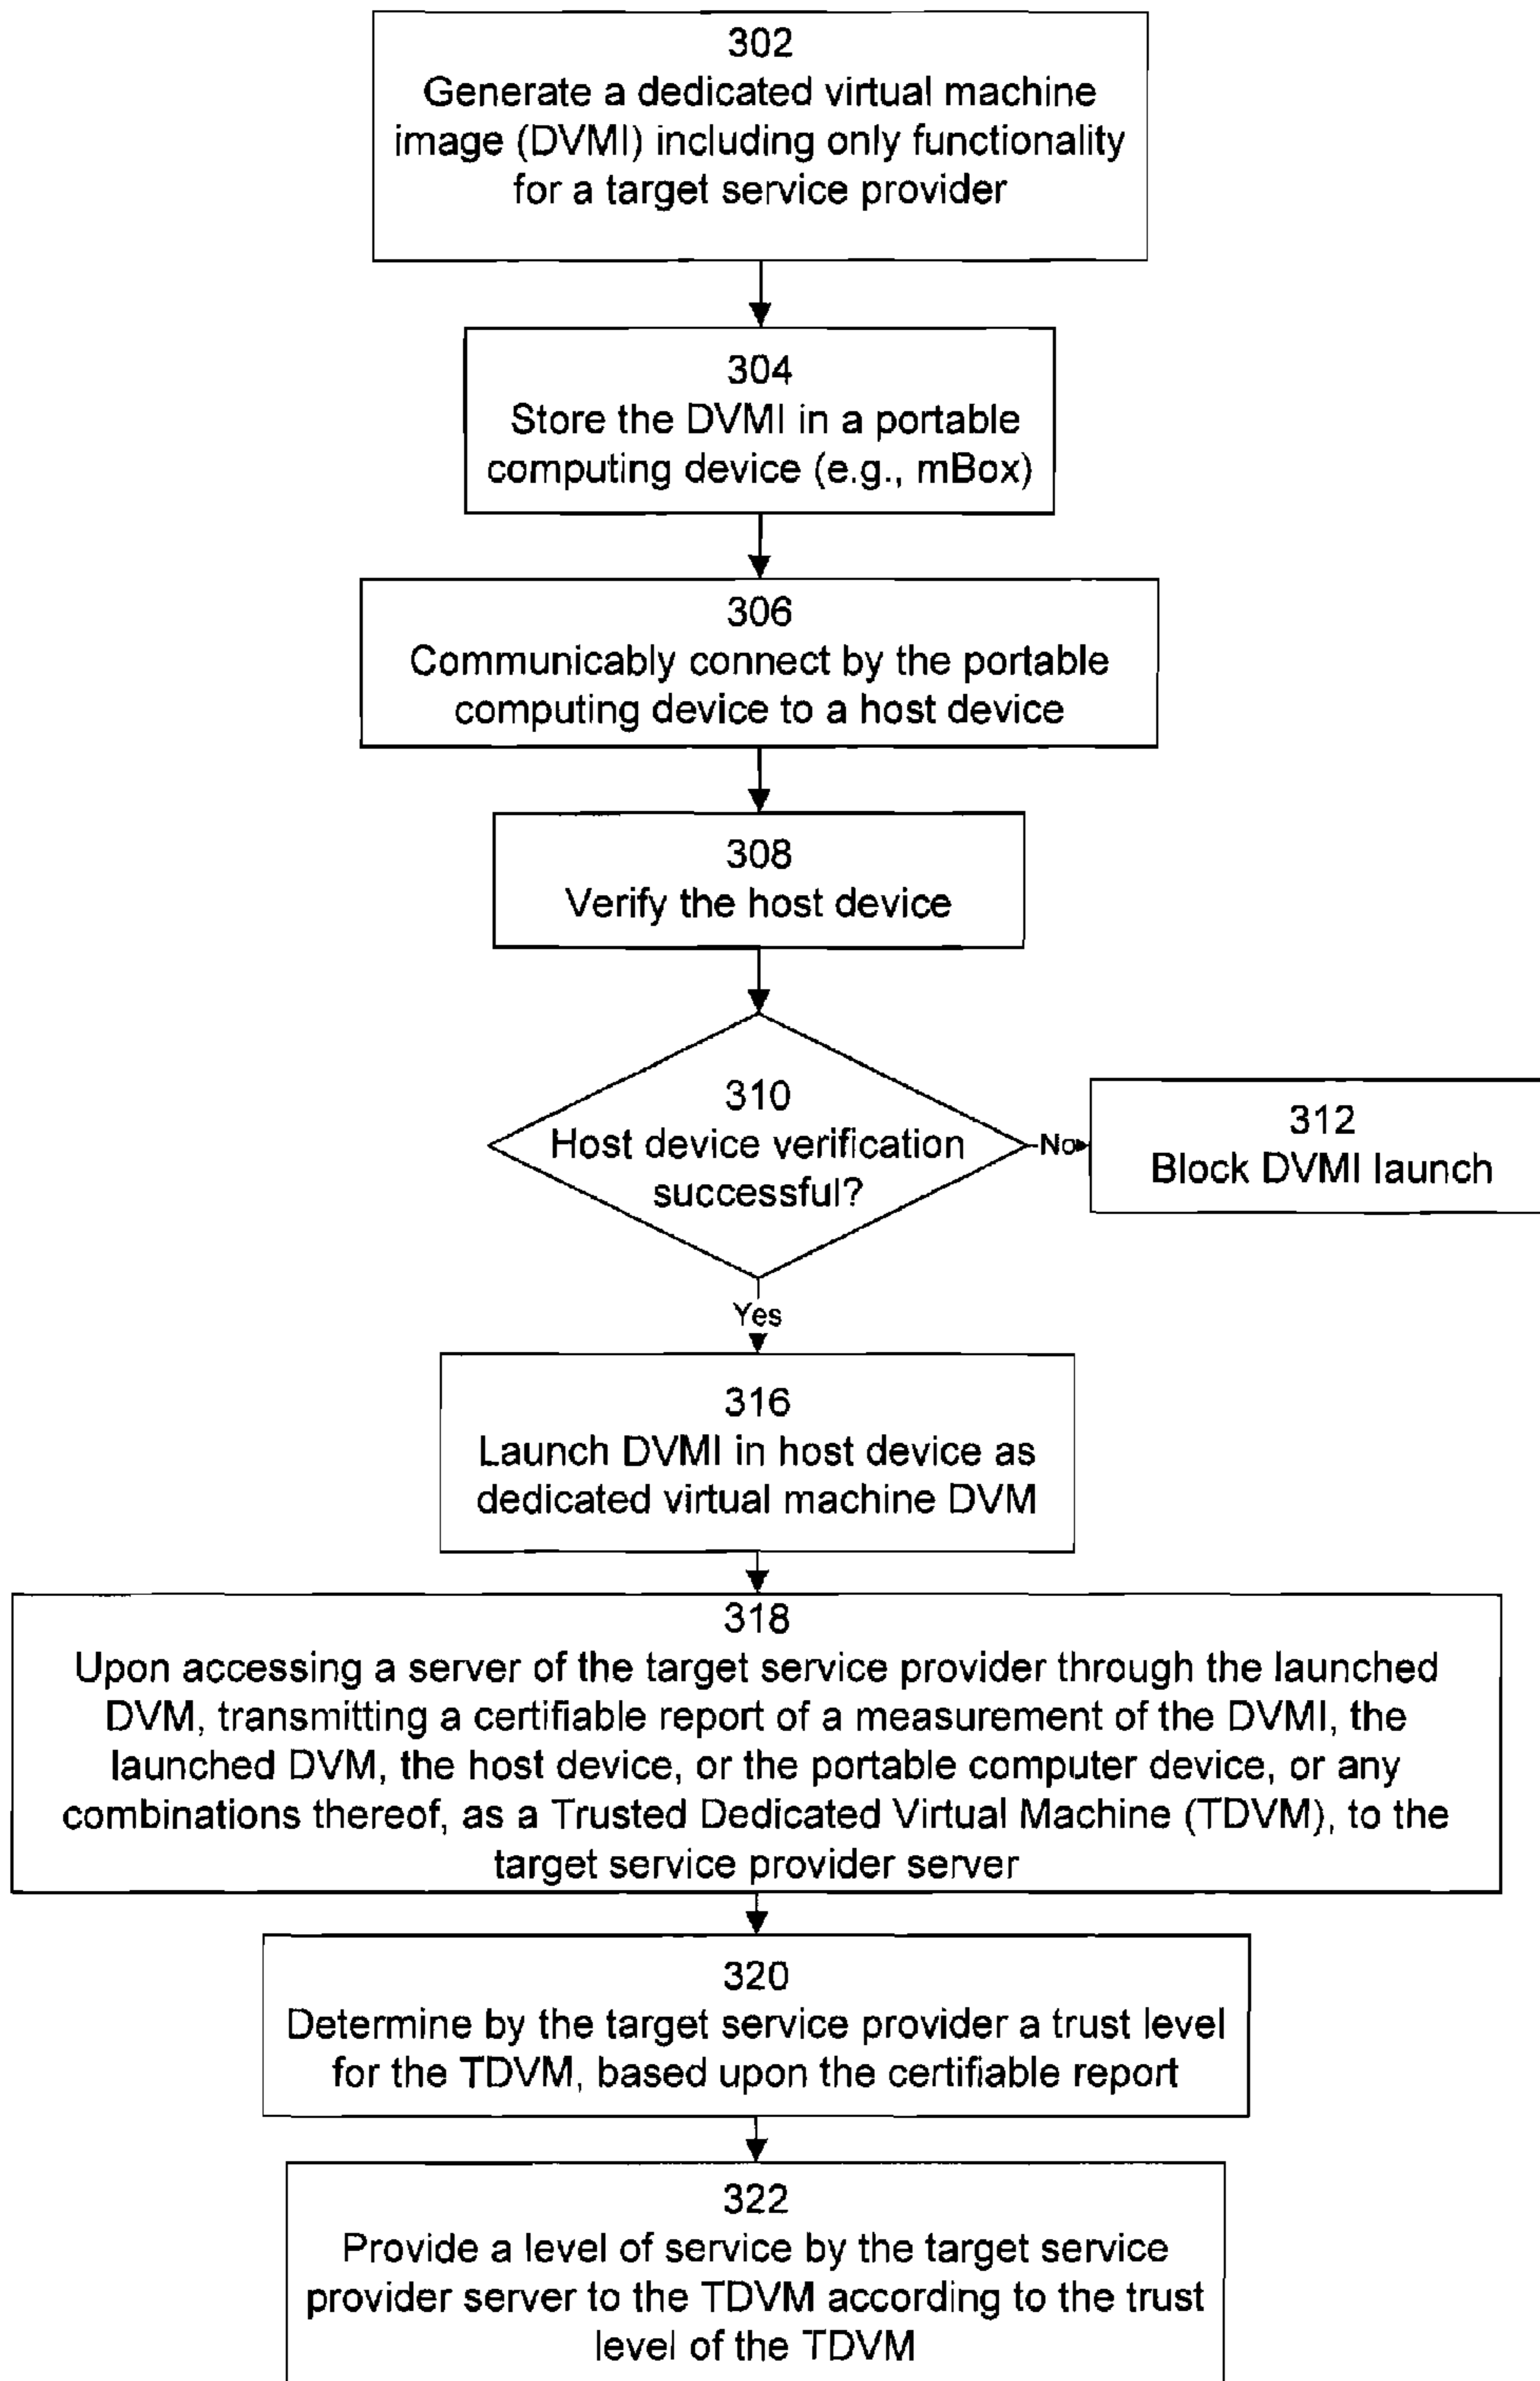 302
Generate a dedicated virtual machine
image (DVMI) including only functionality
for a target service provider
304
Store the DVMI in a portable
computing device (e.g., mBox)
306
Communicably connect by the portable
computing device to a host device
308
Verify the host device
310
Host device verification
successful?
No
312
Block DVMI launch
Yes
316
Launch DVMI in host device as
dedicated virtual machine DVM
318
Upon accessing a server of the target service provider through the launched
DVM, transmitting a certifiable report of a measurement of the DVMI, the
launched DVM, the host device, or the portable computer device, or any
combinations thereof, as a Trusted Dedicated Virtual Machine (TDVM), to the
target service provider server
320
Determine by the target service provider a trust level
for the TDVM, based upon the certifiable report
322
Provide a level of service by the target service
provider server to the TDVM according to the trust
level of the TDVM